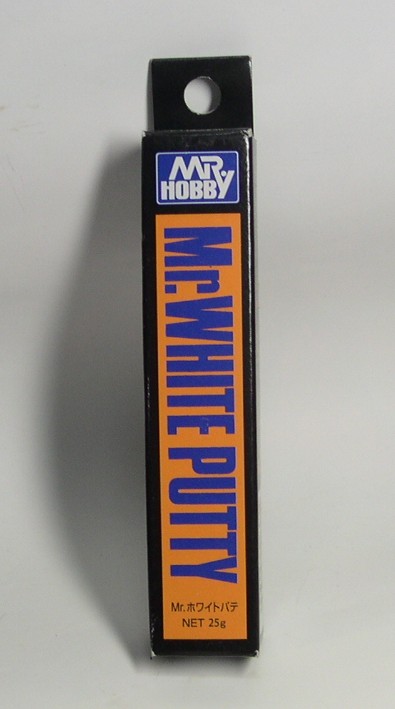 MR.
HOBBY
Mr.WHITE PUTTY
Mr.ホワイトパテ
NET 25g